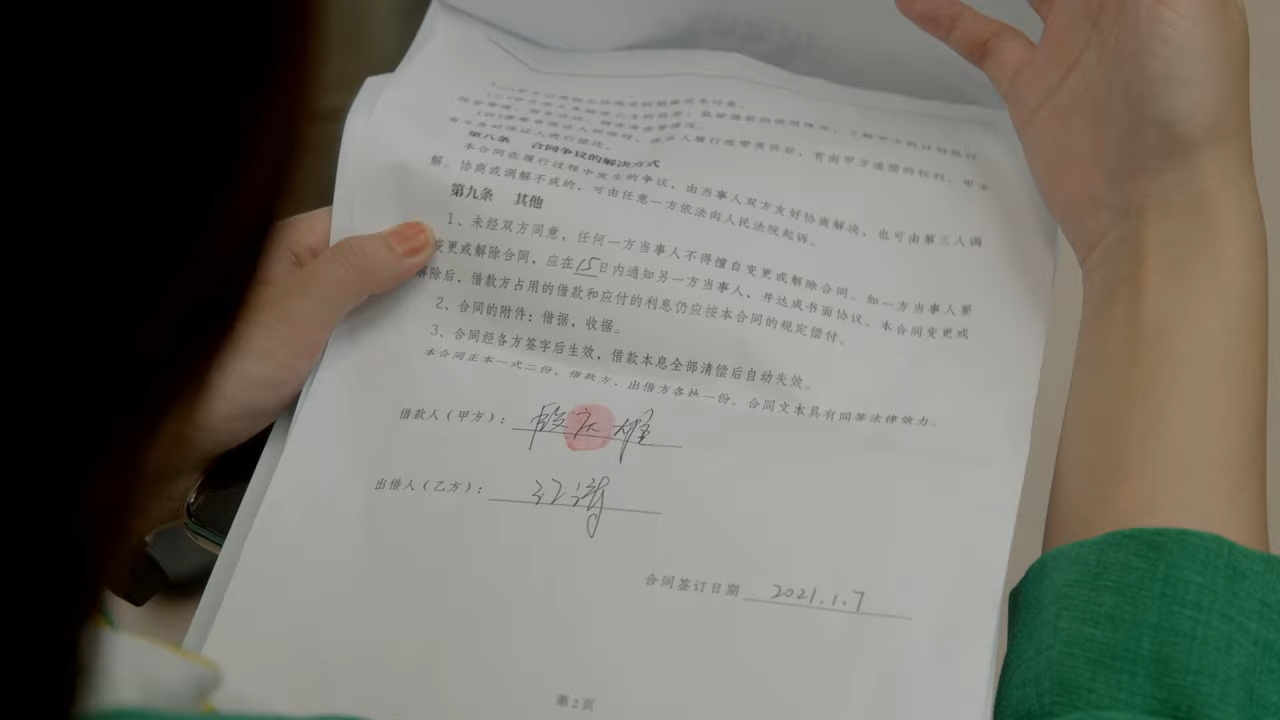 第八条 合同争议的解决方式
本合同在履行过程中发生的争议，由当事人双方友好协商解决，也可由第三人调
解。协商或调解不成的，可由任意一方依法向人民法院起诉。
第九条 其他
1、未经双方同意，任何一方当事人不得擅自变更或解除合同。如一方当事人要
变更或解除合同，应在15日内通知另一方当事人，并达成书面协议。本合同变更或
解除后，借款方占用的借款和应付的利息仍应按本合同的规定偿付。
2、合同的附件：借据，收据。
3、合同经各方签字后生效，借款本息全部清偿后自动失效。
本合同正本一式二份，借款方、出借方各执一份。合同文本具有同等法律效力。
借款人（甲方）：庆雄
出借人（乙方）：江涛
合同签订日期 2021.1.7
第2页